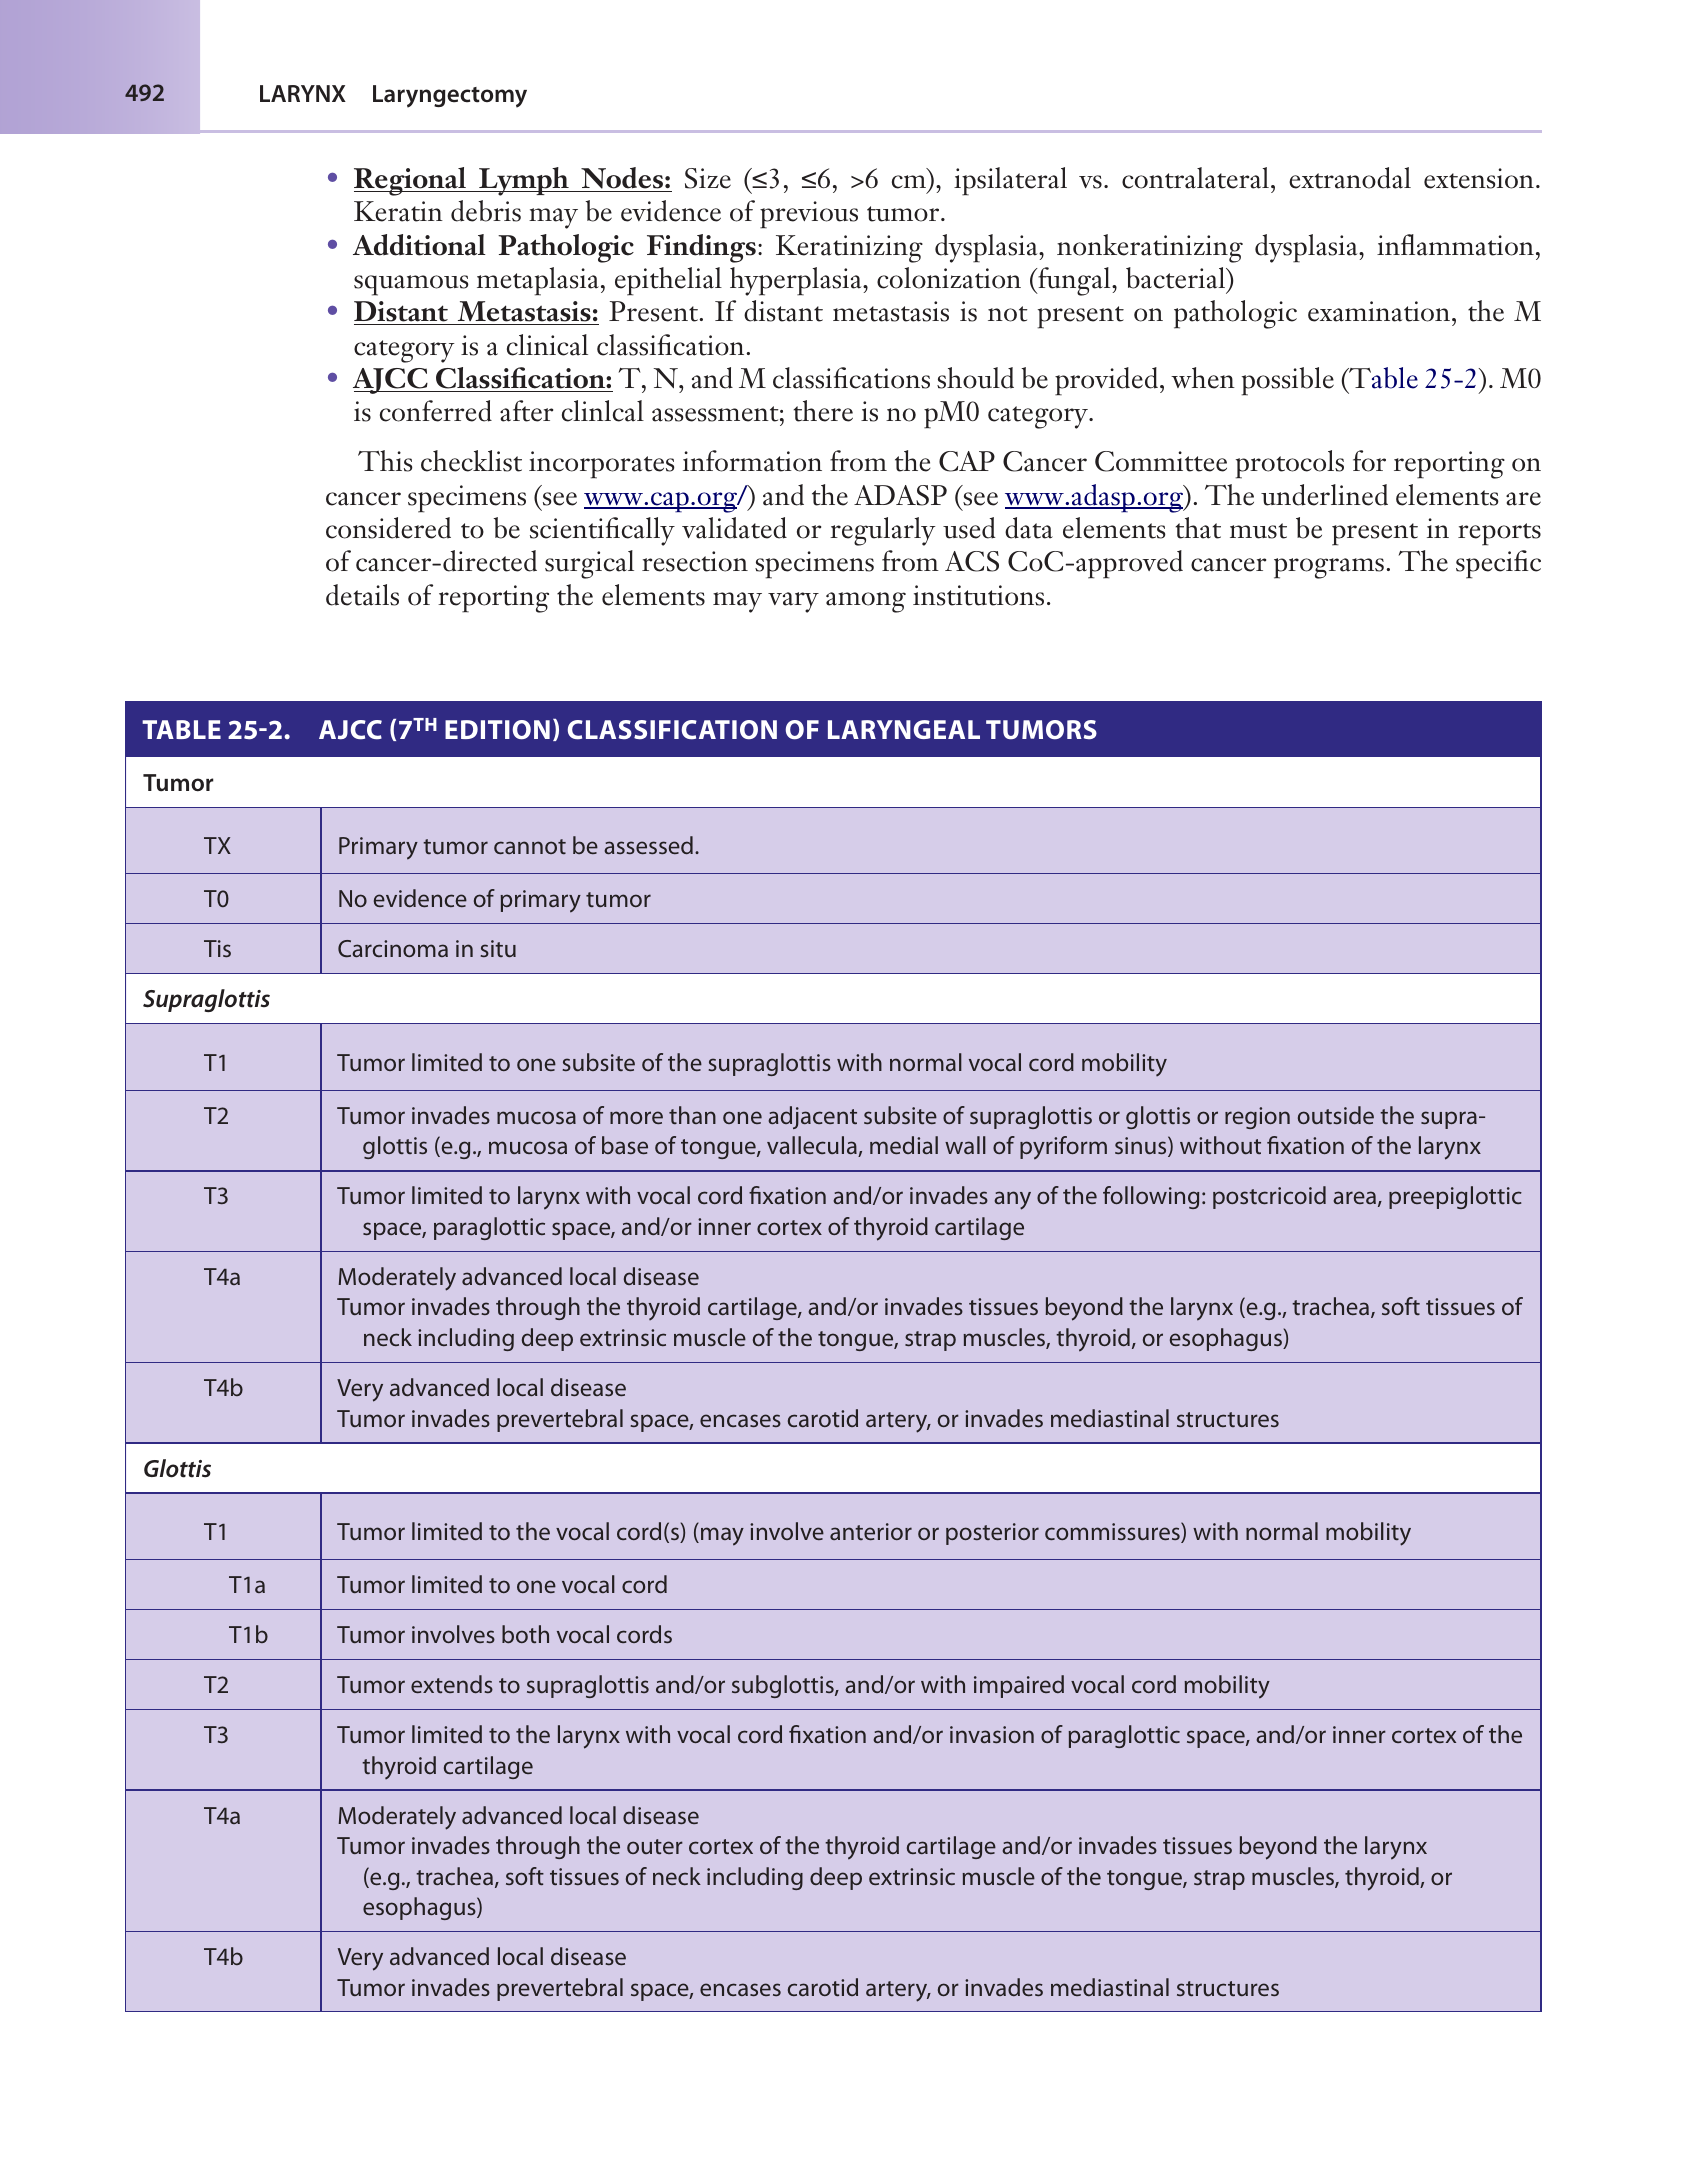 492 LARYNX Laryngectomy
• Regional Lymph Nodes: Size (≤3, ≤6, >6 cm), ipsilateral vs. contralateral, extranodal extension.
Keratin debris may be evidence of previous tumor.
• Additional Pathologic Findings: Keratinizing dysplasia, nonkeratinizing dysplasia, inflammation,
squamous metaplasia, epithelial hyperplasia, colonization (fungal, bacterial)
• Distant Metastasis: Present. If distant metastasis is not present on pathologic examination, the M
category is a clinical classification.
• AJCC Classification: T, N, and M classifications should be provided, when possible (Table 25-2). M0
is conferred after clinlcal assessment; there is no pM0 category.
This checklist incorporates information from the CAP Cancer Committee protocols for reporting on
cancer specimens (see www.cap.org/) and the ADASP (see www.adasp.org). The underlined elements are
considered to be scientifically validated or regularly used data elements that must be present in reports
of cancer-directed surgical resection specimens from ACS CoC-approved cancer programs. The specific
details of reporting the elements may vary among institutions.
TABLE 25-2. AJCC (7TH EDITION) CLASSIFICATION OF LARYNGEAL TUMORS
Tumor
TX Primary tumor cannot be assessed.
T0 No evidence of primary tumor
Tis Carcinoma in situ
Supraglottis
T1 Tumor limited to one subsite of the supraglottis with normal vocal cord mobility
T2 Tumor invades mucosa of more than one adjacent subsite of supraglottis or glottis or region outside the supra-
glottis (e.g., mucosa of base of tongue, vallecula, medial wall of pyriform sinus) without fixation of the larynx
T3 Tumor limited to larynx with vocal cord fixation and/or invades any of the following: postcricoid area, preepiglottic
space, paraglottic space, and/or inner cortex of thyroid cartilage
T4a Moderately advanced local disease
Tumor invades through the thyroid cartilage, and/or invades tissues beyond the larynx (e.g., trachea, soft tissues of
neck including deep extrinsic muscle of the tongue, strap muscles, thyroid, or esophagus)
T4b Very advanced local disease
Tumor invades prevertebral space, encases carotid artery, or invades mediastinal structures
Glottis
T1 Tumor limited to the vocal cord(s) (may involve anterior or posterior commissures) with normal mobility
T1a Tumor limited to one vocal cord
T1b Tumor involves both vocal cords
T2 Tumor extends to supraglottis and/or subglottis, and/or with impaired vocal cord mobility
T3 Tumor limited to the larynx with vocal cord fixation and/or invasion of paraglottic space, and/or inner cortex of the
thyroid cartilage
T4a Moderately advanced local disease
Tumor invades through the outer cortex of the thyroid cartilage and/or invades tissues beyond the larynx
(e.g., trachea, soft tissues of neck including deep extrinsic muscle of the tongue, strap muscles, thyroid, or
esophagus)
T4b Very advanced local disease
Tumor invades prevertebral space, encases carotid artery, or invades mediastinal structures